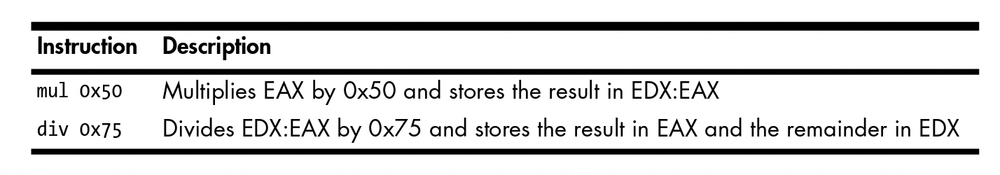 Instruction Description
mul 0x50 Multiplies EAX by 0x50 and stores the result in EDX:EAX
div 0x75 Divides EDX:EAX by 0x75 and stores the result in EAX and the remainder in EDX